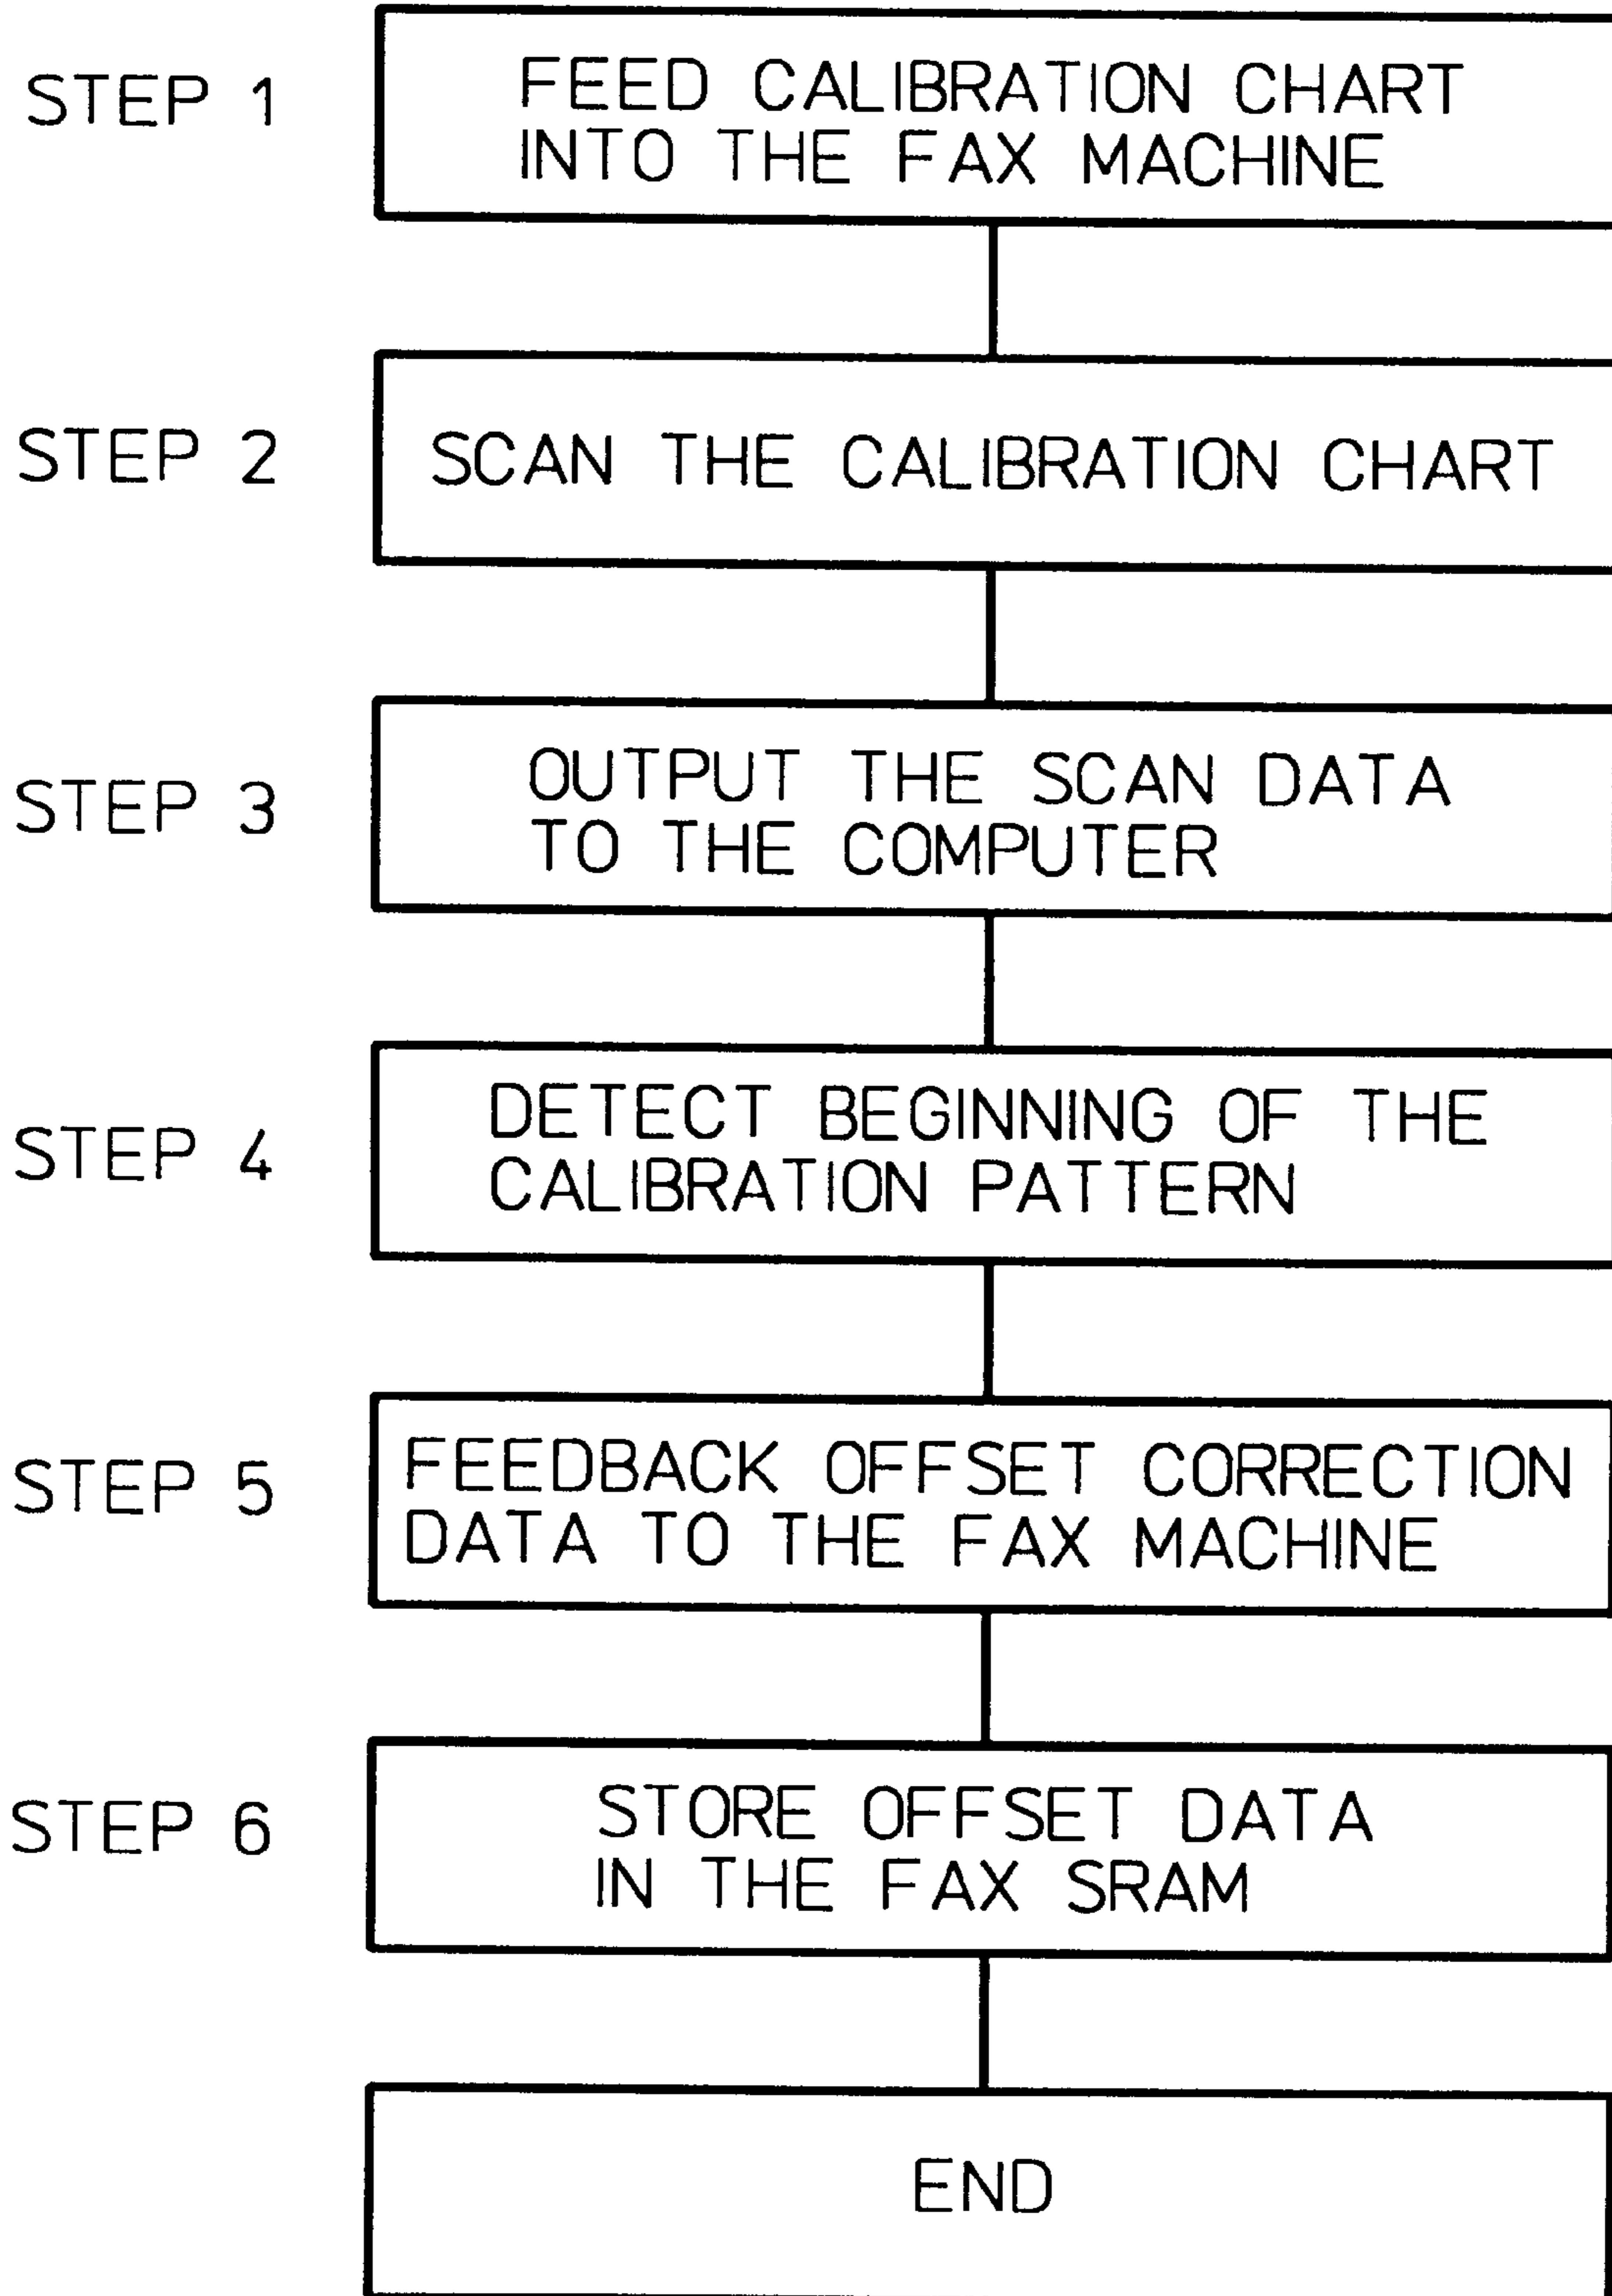 STEP 1
FEED CALIBRATION CHART
INTO THE FAX MACHINE
STEP 2
SCAN THE CALIBRATION CHART
STEP 3
OUTPUT THE SCAN DATA
TO THE COMPUTER
STEP 4
DETECT BEGINNING OF THE
CALIBRATION PATTERN
STEP 5
FEEDBACK OFFSET CORRECTION
DATA TO THE FAX MACHINE
STEP 6
STORE OFFSET DATA
IN THE FAX SRAM
END